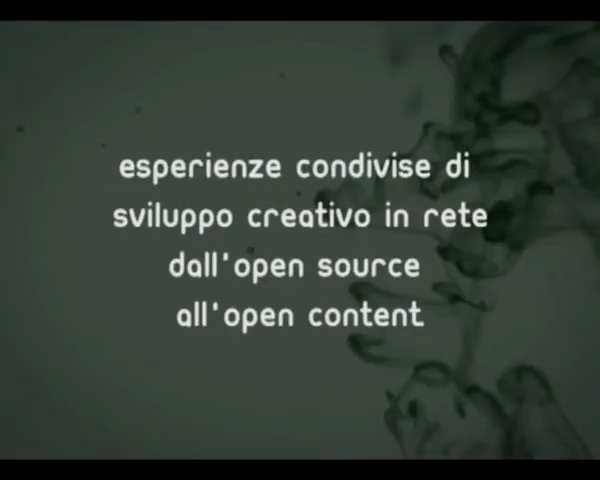 esperienze condivise di
sviluppo creativo in rete
dall'open source
all'open content